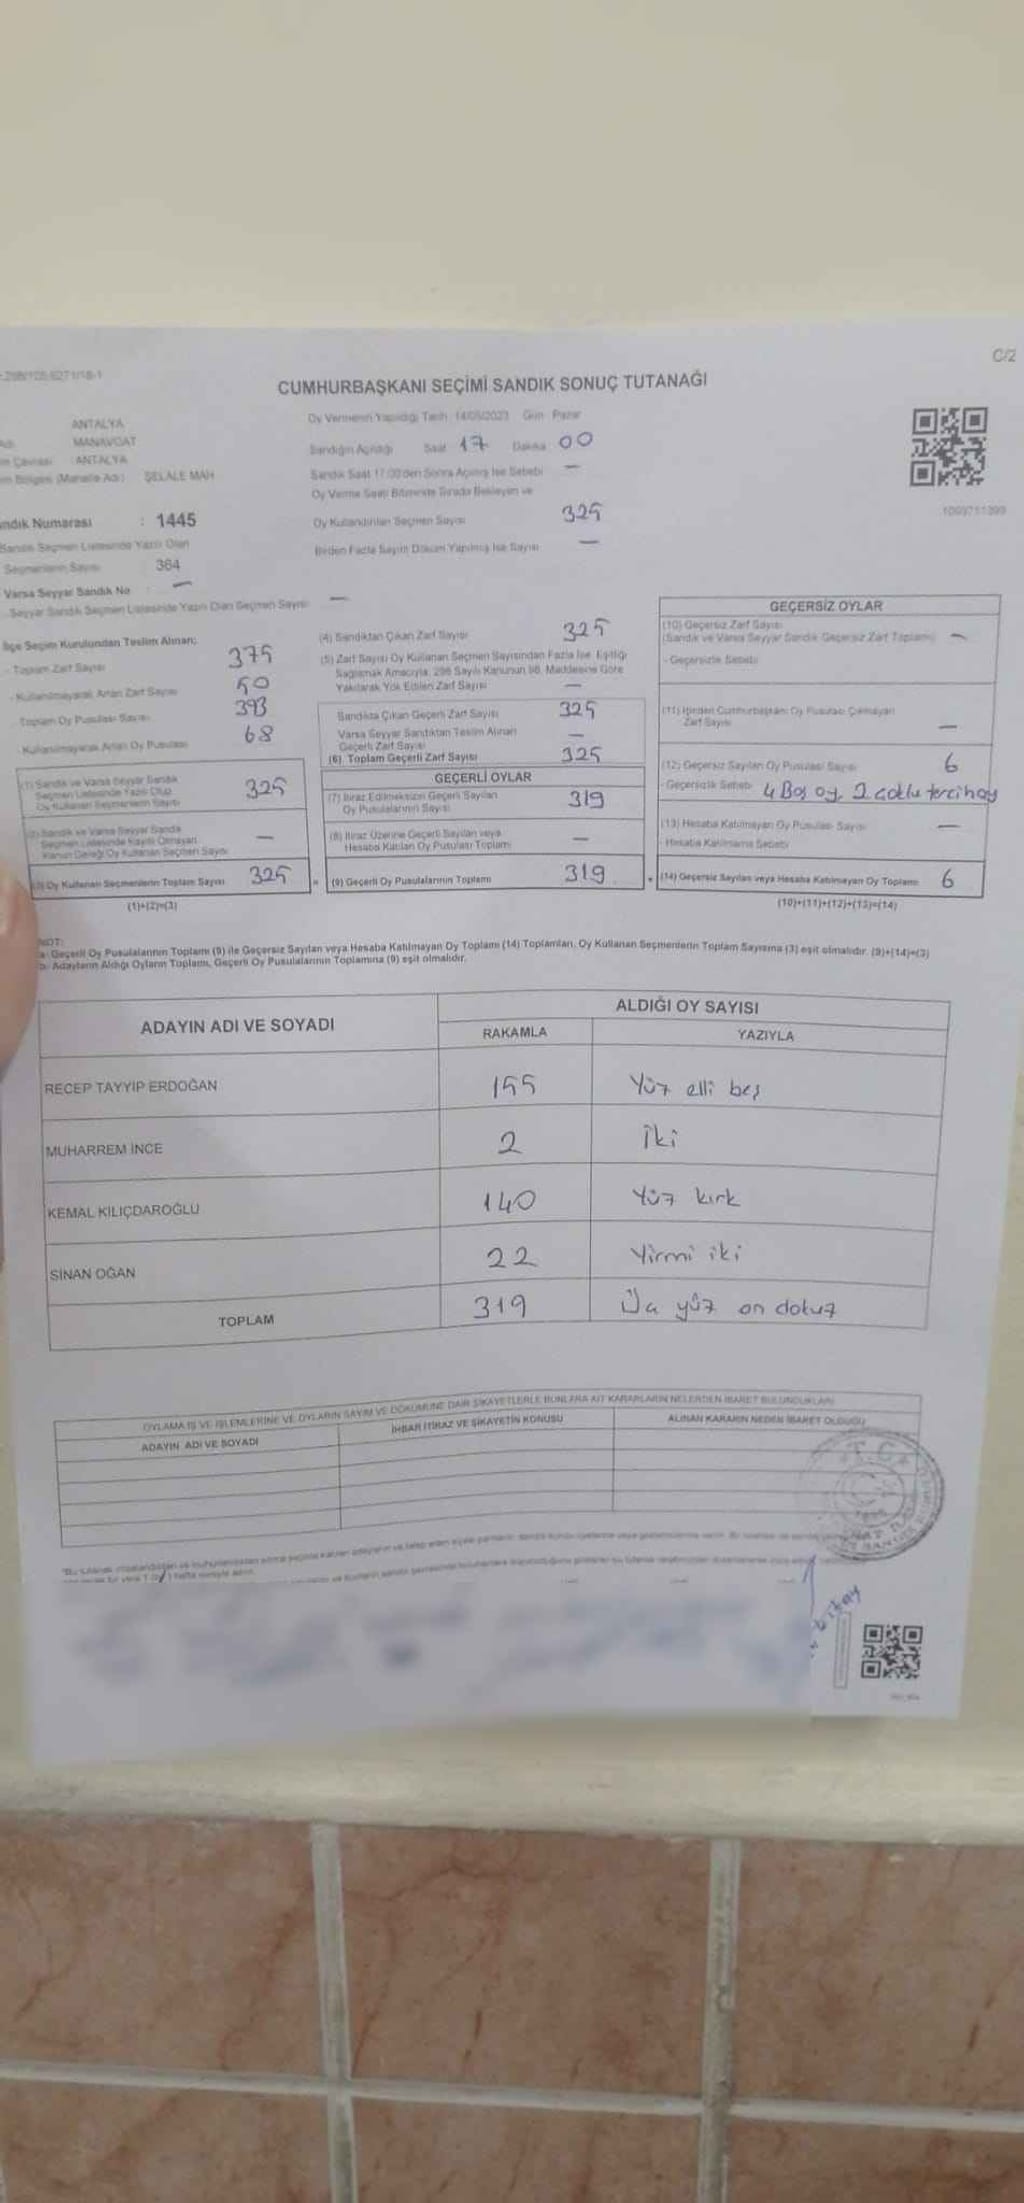 C/2
CUMHURBAŞKANI SEÇİMİ SANDIK SONUÇ TUTANAĞI
ANTALYA
Oy Vermenin Yapıldığı Tarih : 14/05/2023 Gün : Pazar
MANAVGAT
Sandığın Açıldığı Saat 17 Dakika 00
: ANTALYA
Sandık Saat 17:00'den Sonra Açılmış İse Sebebi —
(Mahalle Adı) ŞELALE MAH
Oy Verme Saati Bitiminde Sırada Bekleyen ve
Oy Kullandırılan Seçmen Sayısı 325
1009711399
ndık Numarası : 1445
Birden Fazla Sayım Döküm Yapılmış İse Sayısı —
Sandık Seçmen Listesinde Yazılı Olan
Seçmenlerin Sayısı 364
Varsa Seyyar Sandık No : —
Seyyar Sandık Seçmen Listesinde Yazılı Olan Seçmen Sayısı —
İlçe Seçim Kurulundan Teslim Alınan:
- Toplam Zarf Sayısı 375
- Kullanılmayarak Artan Zarf Sayısı 50
- Toplam Oy Pusulası Sayısı 393
- Kullanılmayarak Artan Oy Pusulası 68
(1) Sandık ve Varsa Seyyar Sandık
Seçmen Listesinde Yazılı Olup
Oy Kullanan Seçmenlerin Sayısı 325
(2) Sandık ve Varsa Seyyar Sandık
Seçmen Listesinde Kayıtlı Olmayan
Kanun Gereği Oy Kullanan Seçmen Sayısı —
(3) Oy Kullanan Seçmenlerin Toplam Sayısı 325
(1)+(2)=(3)
(4) Sandıktan Çıkan Zarf Sayısı 325
(5) Zarf Sayısı Oy Kullanan Seçmen Sayısından Fazla İse, Eşitliği
Sağlamak Amacıyla; 298 Sayılı Kanunun 98. Maddesine Göre
Yakılarak Yok Edilen Zarf Sayısı —
Sandıkta Çıkan Geçerli Zarf Sayısı 325
Varsa Seyyar Sandıktan Teslim Alınan
Geçerli Zarf Sayısı —
(6) Toplam Geçerli Zarf Sayısı 325
GEÇERLİ OYLAR
(7) İtiraz Edilmeksizin Geçerli Sayılan
Oy Pusulalarının Sayısı 319
(8) İtiraz Üzerine Geçerli Sayılan veya
Hesaba Katılan Oy Pusulası Toplamı —
= (9) Geçerli Oy Pusulalarının Toplamı 319
GEÇERSİZ OYLAR
(10) Geçersiz Zarf Sayısı
(Sandık ve Varsa Seyyar Sandık Geçersiz Zarf Toplamı) —
- Geçersizlik Sebebi
(11) İçinden Cumhurbaşkanı Oy Pusulası Çıkmayan
Zarf Sayısı —
(12) Geçersiz Sayılan Oy Pusulası Sayısı 6
- Geçersizlik Sebebi 4 Boş oy, 2 çoklu tercih oy
(13) Hesaba Katılmayan Oy Pusulası Sayısı —
- Hesaba Katılmama Sebebi
+ (14) Geçersiz Sayılan veya Hesaba Katılmayan Oy Toplamı 6
(10)+(11)+(12)+(13)=(14)
NOT:
a- Geçerli Oy Pusulalarının Toplamı (9) ile Geçersiz Sayılan veya Hesaba Katılmayan Oy Toplamı (14) Toplamları, Oy Kullanan Seçmenlerin Toplam Sayısına (3) eşit olmalıdır. (9)+(14)=(3)
b- Adayların Aldığı Oyların Toplamı, Geçerli Oy Pusulalarının Toplamına (9) eşit olmalıdır.
ADAYIN ADI VE SOYADI
ALDIĞI OY SAYISI
RAKAMLA YAZIYLA
RECEP TAYYİP ERDOĞAN 155 Yüz elli beş
MUHARREM İNCE 2 İki
KEMAL KILIÇDAROĞLU 140 Yüz kırk
SİNAN OĞAN 22 Yirmi iki
TOPLAM 319 Üç yüz on dokuz
OYLAMA İŞ VE İŞLEMLERİNE VE OYLARIN SAYIM VE DÖKÜMÜNE DAİR ŞİKAYETLERLE BUNLARA AİT KARARLARIN NELERDEN İBARET BULUNDUKLARI
ADAYIN ADI VE SOYADI
İHBAR İTİRAZ VE ŞİKAYETİN KONUSU
ALINAN KARARIN NEDEN İBARET OLDUĞU
T.C.